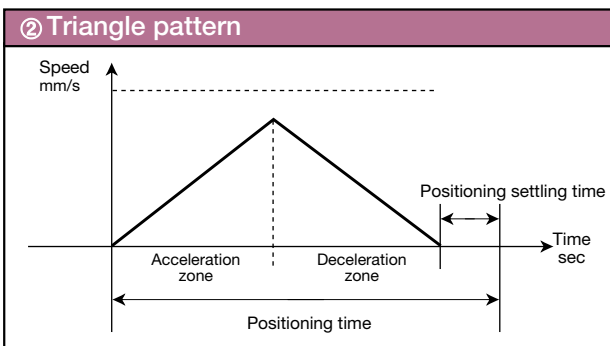 ② Triangle pattern
Speed
mm/s
Positioning settling time
Time
sec
Acceleration
zone
Deceleration
zone
Positioning time